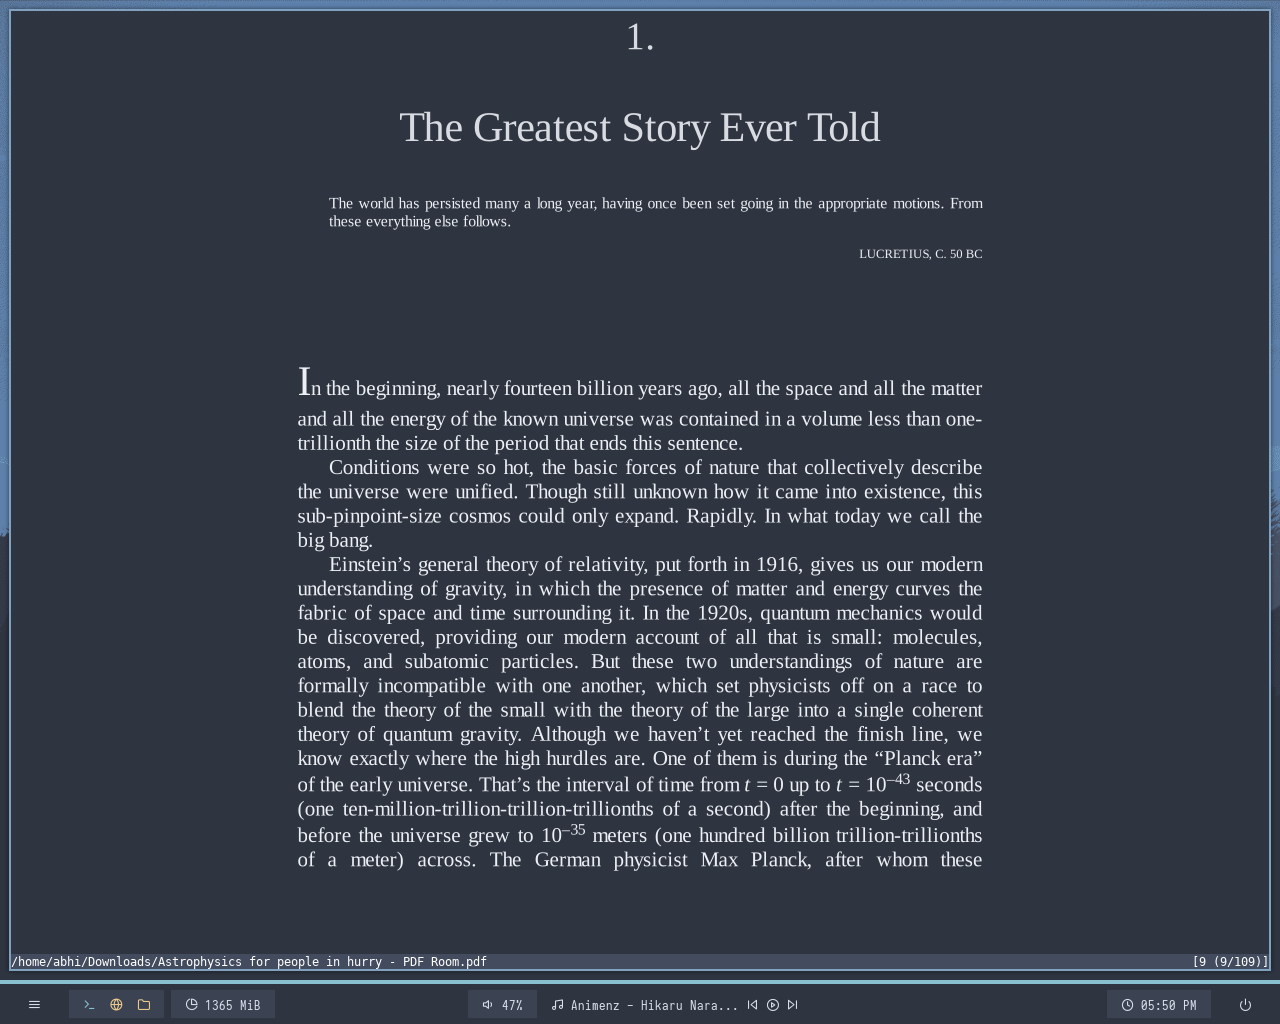 1.
The Greatest Story Ever Told
The world has persisted many a long year, having once been set going in the appropriate motions. From
these everything else follows.
LUCRETIUS, C. 50 BC
In the beginning, nearly fourteen billion years ago, all the space and all the matter
and all the energy of the known universe was contained in a volume less than one-
trillionth the size of the period that ends this sentence.
Conditions were so hot, the basic forces of nature that collectively describe
the universe were unified. Though still unknown how it came into existence, this
sub-pinpoint-size cosmos could only expand. Rapidly. In what today we call the
big bang.
Einstein’s general theory of relativity, put forth in 1916, gives us our modern
understanding of gravity, in which the presence of matter and energy curves the
fabric of space and time surrounding it. In the 1920s, quantum mechanics would
be discovered, providing our modern account of all that is small: molecules,
atoms, and subatomic particles. But these two understandings of nature are
formally incompatible with one another, which set physicists off on a race to
blend the theory of the small with the theory of the large into a single coherent
theory of quantum gravity. Although we haven’t yet reached the finish line, we
know exactly where the high hurdles are. One of them is during the “Planck era”
of the early universe. That’s the interval of time from t = 0 up to t = 10⁻⁴³ seconds
(one ten-million-trillion-trillion-trillionths of a second) after the beginning, and
before the universe grew to 10⁻³⁵ meters (one hundred billion trillion-trillionths
of a meter) across. The German physicist Max Planck, after whom these
/home/abhi/Downloads/Astrophysics for people in hurry - PDF Room.pdf [9 (9/109)]
1365 MiB 47% Animenz - Hikaru Nara... 05:50 PM